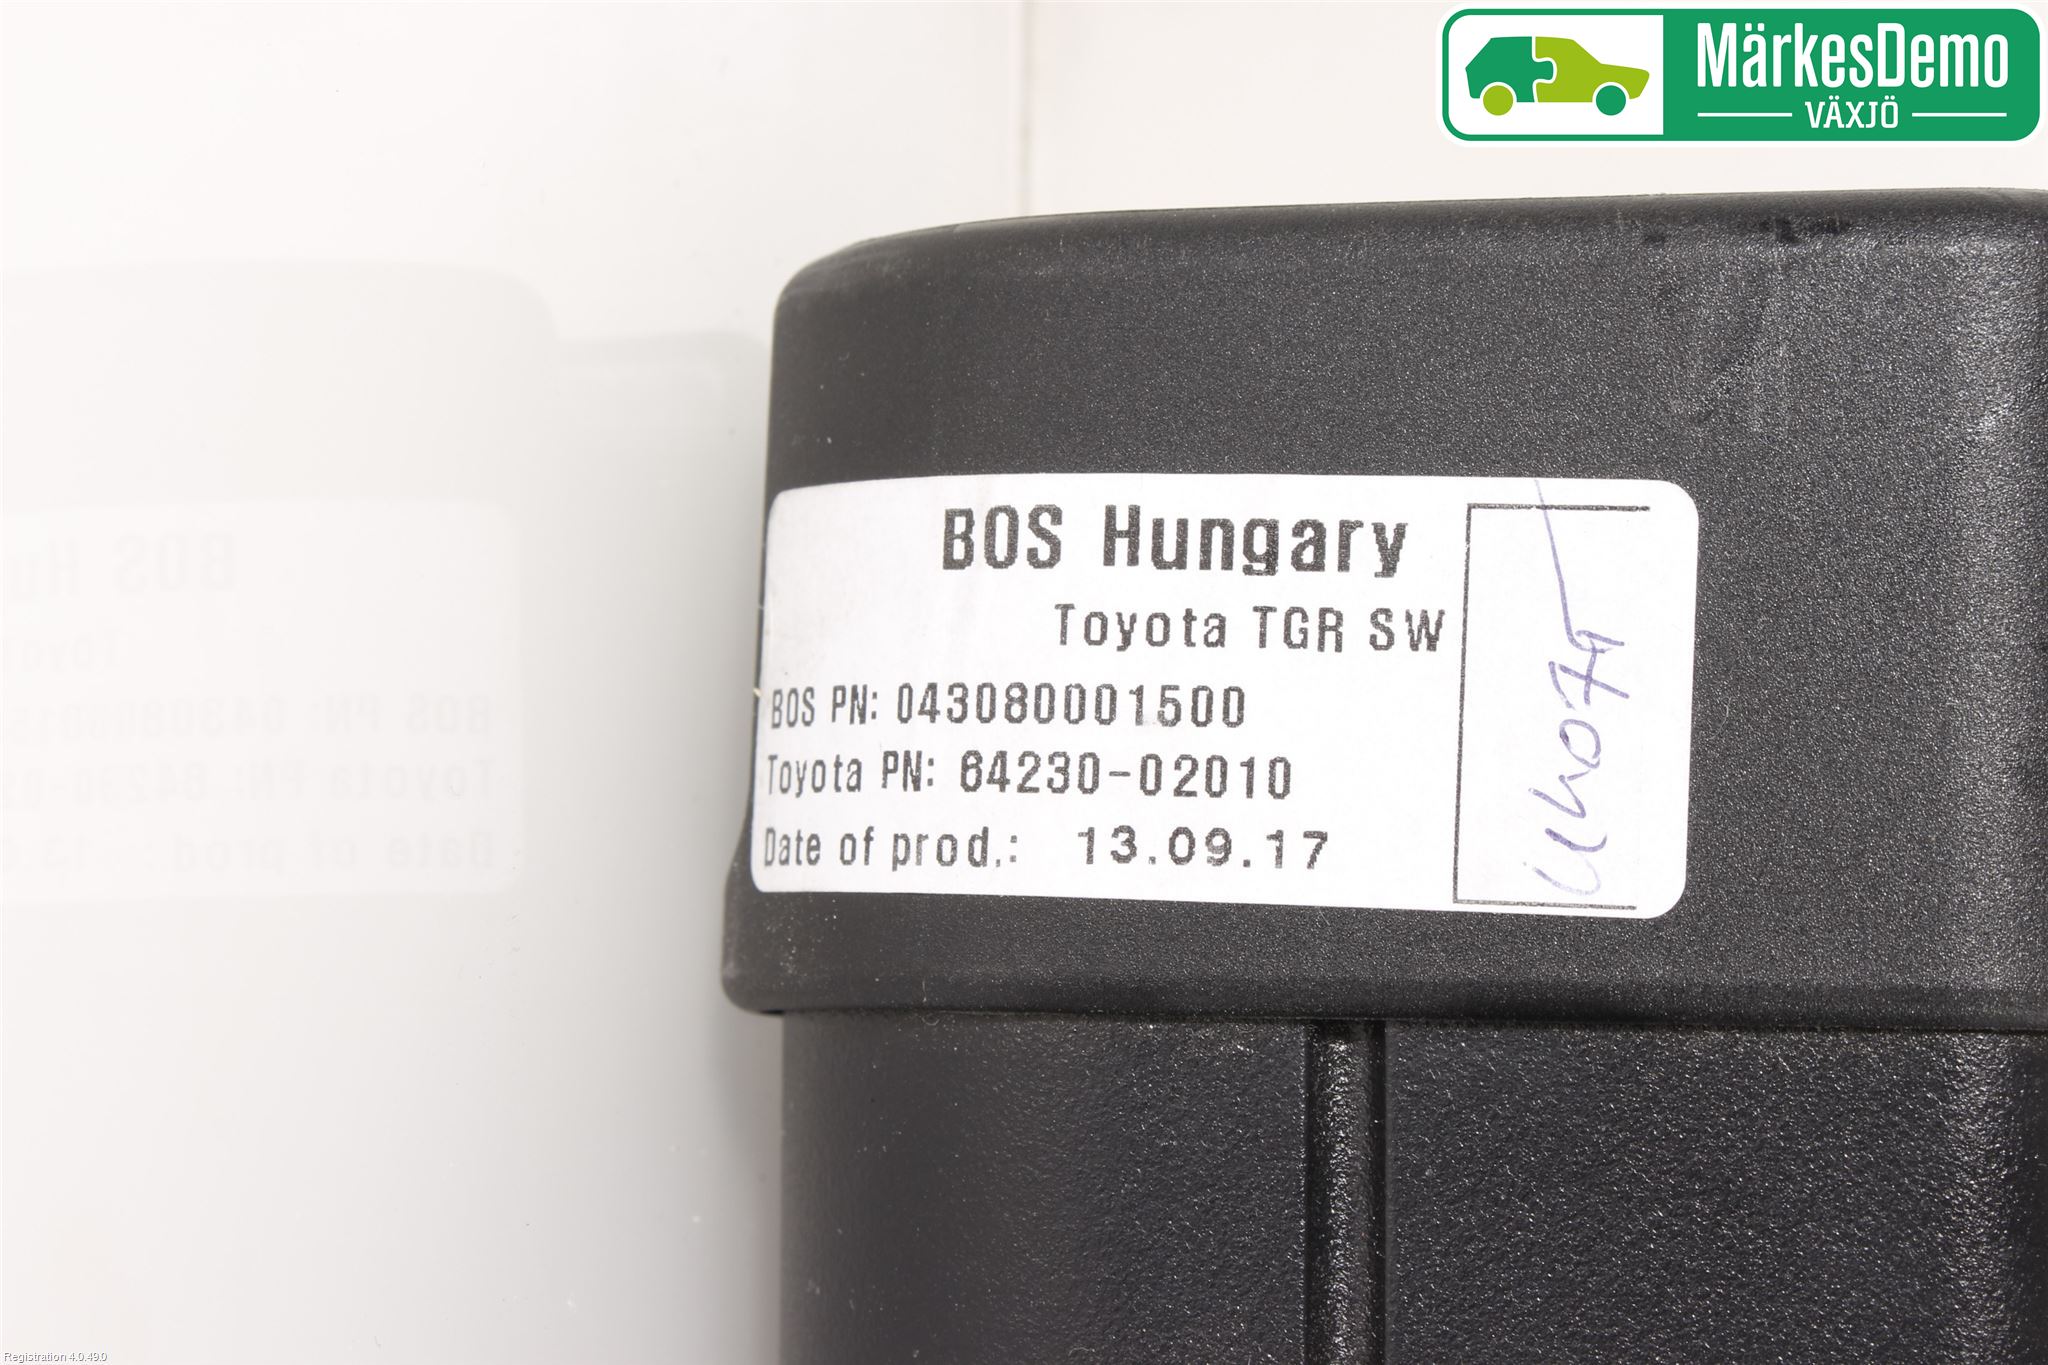 MärkesDemo
VÄXJÖ
BOS Hungary
Toyota TGR SW
BOS PN: 043080001500
Toyota PN: 64230-02010
Date of prod.: 13.09.17
Registration 4.0.49.0